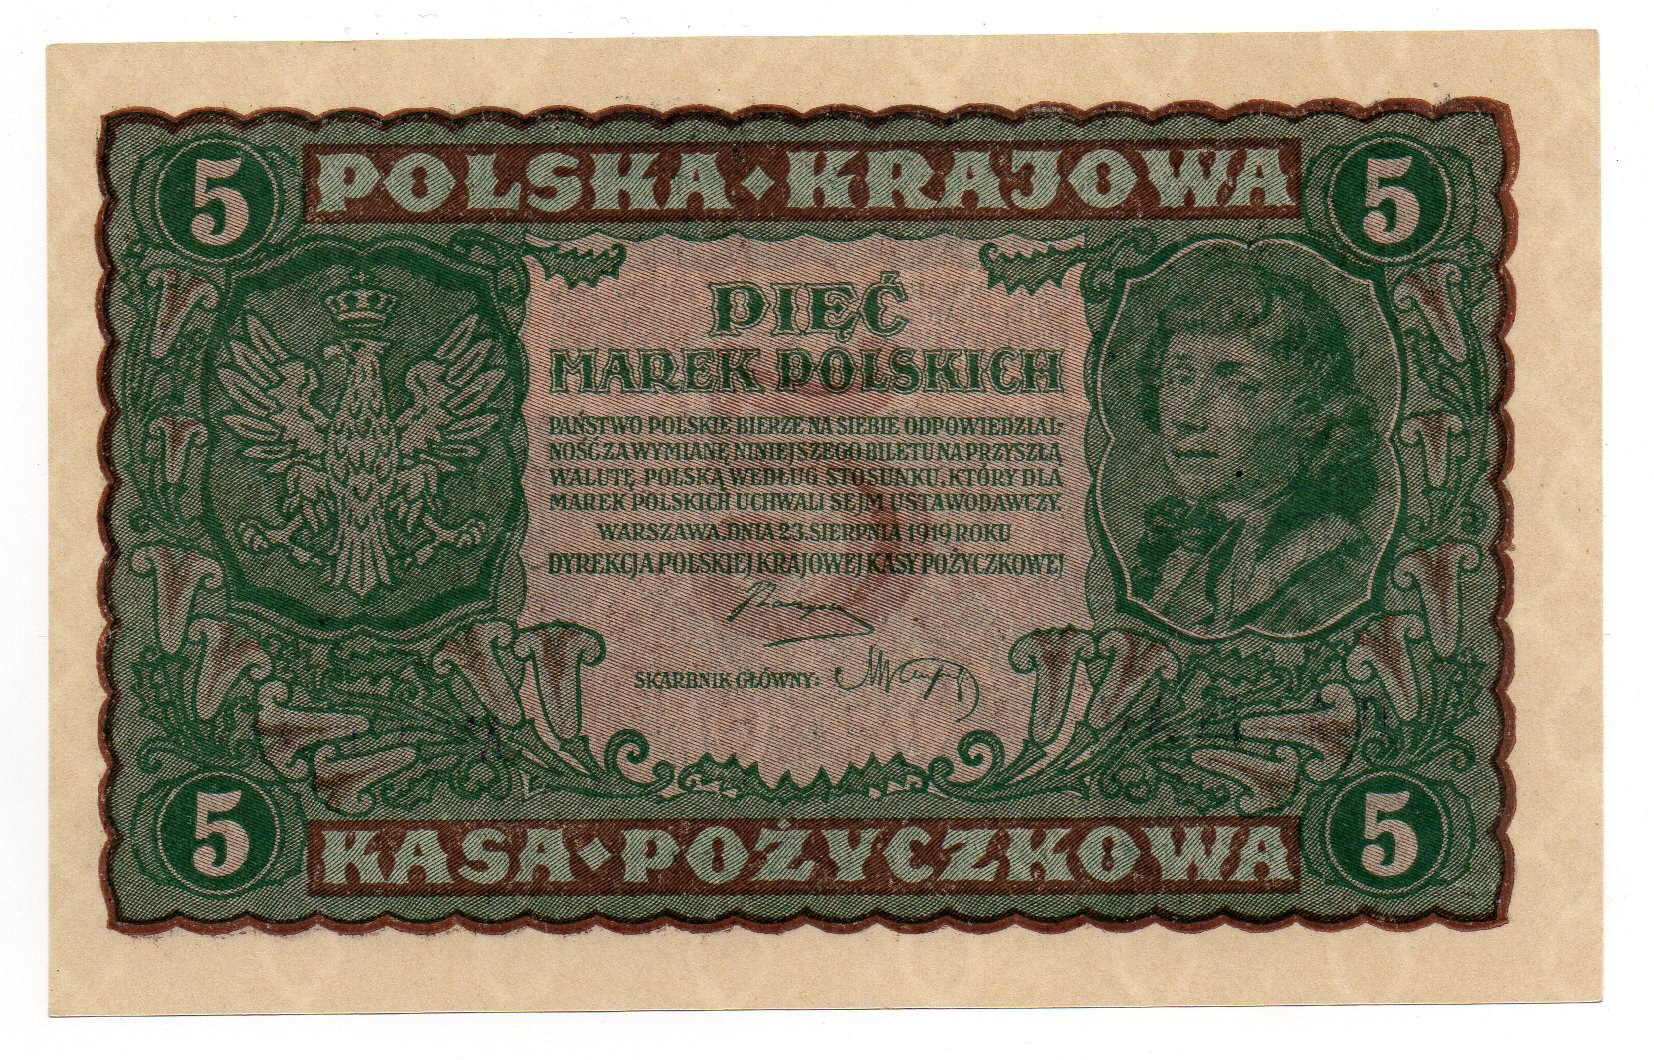 5 POLSKA KRAJOWA 5
PIĘĆ
MAREK POLSKICH
PAŃSTWO POLSKIE BIERZE NA SIEBIE ODPOWIEDZIAL-
NOŚĆ ZA WYMIANĘ NINIEJSZEGO BILETU NA PRZYSZŁĄ
WALUTĘ POLSKĄ WEDŁUG STOSUNKU, KTÓRY DLA
MAREK POLSKICH UCHWALI SEJM USTAWODAWCZY.
WARSZAWA, DNIA 23. SIERPNIA 1919 ROKU
DYREKCJA POLSKIEJ KRAJOWEJ KASY POŻYCZKOWEJ
SKARBNIK GŁÓWNY:
5 KASA POŻYCZKOWA 5